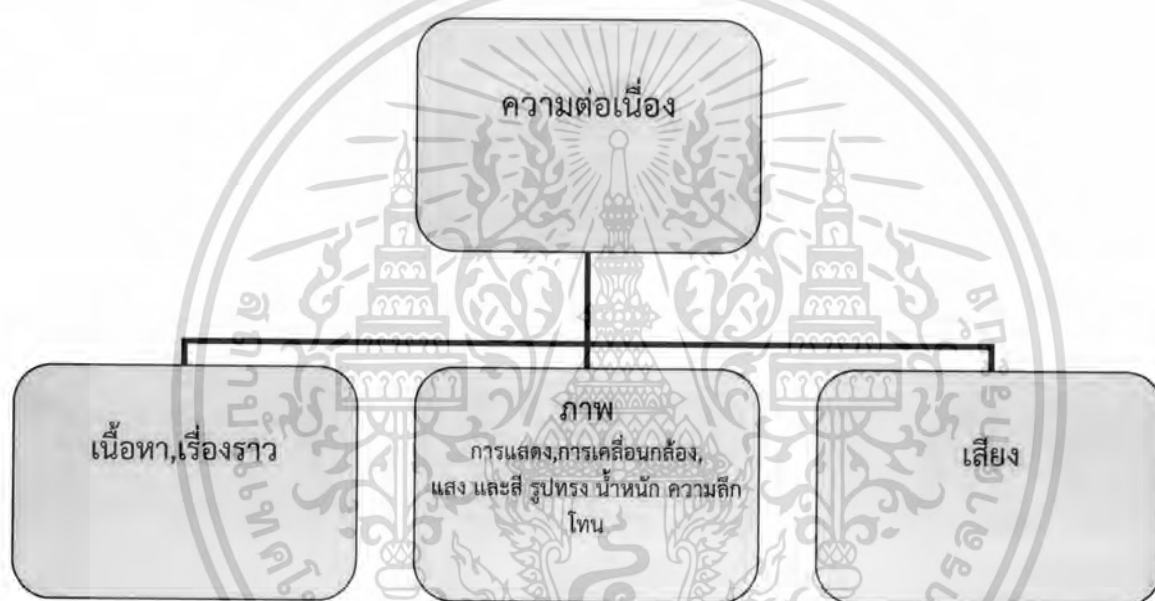 ความต่อเนื่อง
เนื้อหา,เรื่องราว
ภาพ
การแสดง,การเคลื่อนกล้อง,
แสง และสี รูปทรง น้ำหนัก ความลึก
โทน
เสียง